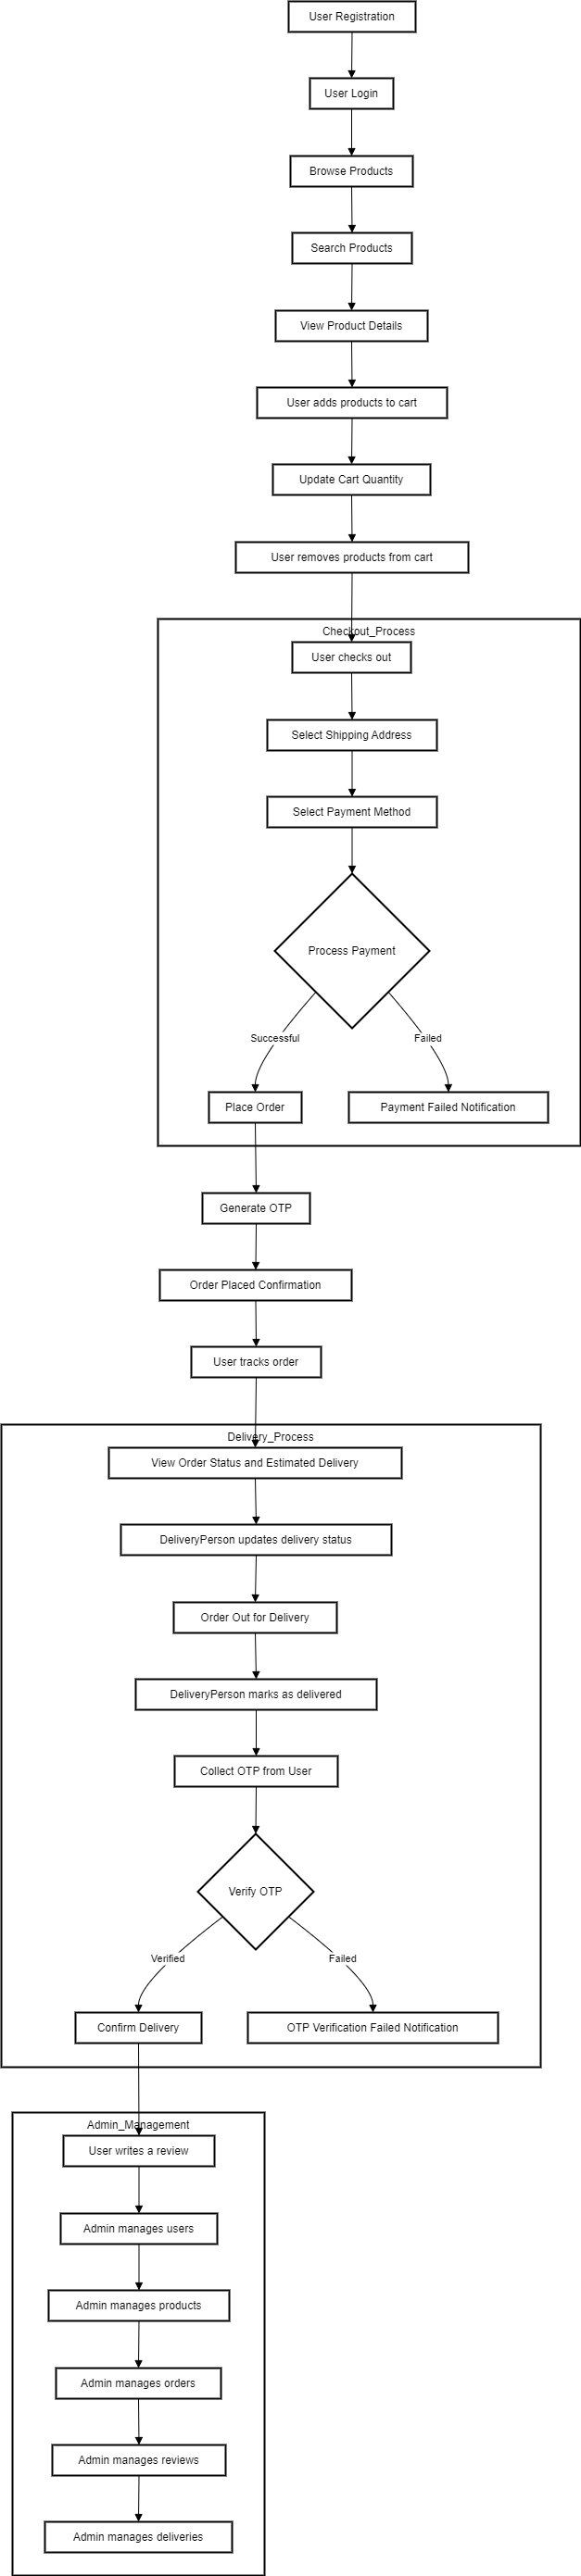 User Registration
User Login
Browse Products
Search Products
View Product Details
User adds products to cart
Update Cart Quantity
User removes products from cart
Checkout_Process
User checks out
Select Shipping Address
Select Payment Method
Process Payment
Successful
Failed
Place Order
Payment Failed Notification
Generate OTP
Order Placed Confirmation
User tracks order
Delivery_Process
View Order Status and Estimated Delivery
DeliveryPerson updates delivery status
Order Out for Delivery
DeliveryPerson marks as delivered
Collect OTP from User
Verify OTP
Verified
Failed
Confirm Delivery
OTP Verification Failed Notification
Admin_Management
User writes a review
Admin manages users
Admin manages products
Admin manages orders
Admin manages reviews
Admin manages deliveries